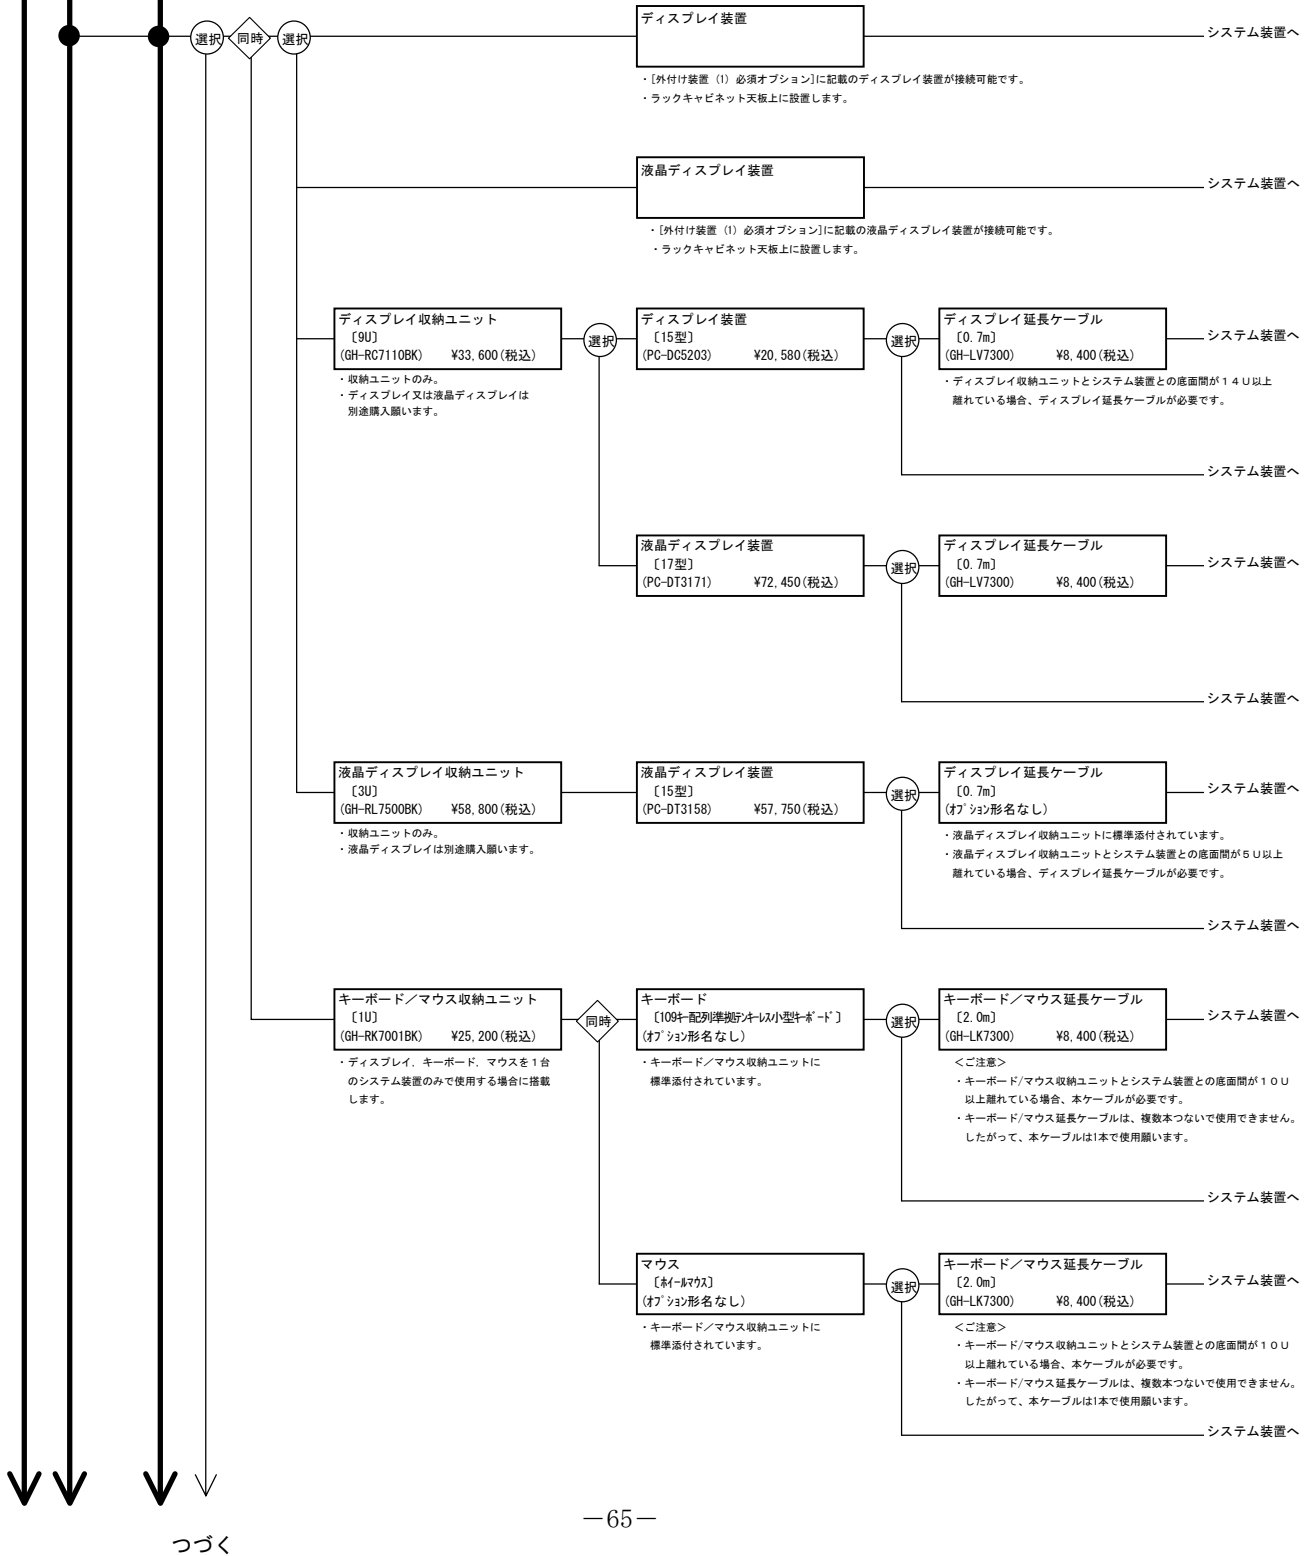 ディスプレイ装置
選択
同時
選択
システム装置へ
・[外付け装置（1）必須オプション]に記載のディスプレイ装置が接続可能です。
・ラックキャビネット天板上に設置します。
液晶ディスプレイ装置
システム装置へ
・[外付け装置（1）必須オプション]に記載の液晶ディスプレイ装置が接続可能です。
・ラックキャビネット天板上に設置します。
ディスプレイ収納ユニット
〔9U〕
(GH-RC7110BK) ¥33,600(税込)
・収納ユニットのみ。
・ディスプレイ又は液晶ディスプレイは
別途購入願います。
選択
ディスプレイ装置
〔15型〕
(PC-DC5203) ¥20,580(税込)
選択
ディスプレイ延長ケーブル
〔0.7m〕
(GH-LV7300) ¥8,400(税込)
システム装置へ
・ディスプレイ収納ユニットとシステム装置との底面間が１４Ｕ以上
離れている場合、ディスプレイ延長ケーブルが必要です。
システム装置へ
液晶ディスプレイ装置
〔17型〕
(PC-DT3171) ¥72,450(税込)
選択
ディスプレイ延長ケーブル
〔0.7m〕
(GH-LV7300) ¥8,400(税込)
システム装置へ
システム装置へ
液晶ディスプレイ収納ユニット
〔3U〕
(GH-RL7500BK) ¥58,800(税込)
・収納ユニットのみ。
・液晶ディスプレイは別途購入願います。
液晶ディスプレイ装置
〔15型〕
(PC-DT3158) ¥57,750(税込)
選択
ディスプレイ延長ケーブル
〔0.7m〕
(ｵﾌﾟｼｮﾝ形名なし)
システム装置へ
・液晶ディスプレイ収納ユニットに標準添付されています。
・液晶ディスプレイ収納ユニットとシステム装置との底面間が５Ｕ以上
離れている場合、ディスプレイ延長ケーブルが必要です。
システム装置へ
キーボード／マウス収納ユニット
〔1U〕
(GH-RK7001BK) ¥25,200(税込)
・ディスプレイ、キーボード、マウスを１台
のシステム装置のみで使用する場合に搭載
します。
同時
キーボード
〔109ｷｰ配列準拠ﾃﾝｷｰﾚｽ小型ｷｰﾎﾞｰﾄﾞ〕
(ｵﾌﾟｼｮﾝ形名なし)
・キーボード／マウス収納ユニットに
標準添付されています。
選択
キーボード／マウス延長ケーブル
〔2.0m〕
(GH-LK7300) ¥8,400(税込)
システム装置へ
＜ご注意＞
・キーボード/マウス収納ユニットとシステム装置との底面間が１０Ｕ
以上離れている場合、本ケーブルが必要です。
・キーボード/マウス延長ケーブルは、複数本つないで使用できません。
したがって、本ケーブルは1本で使用願います。
システム装置へ
マウス
〔ﾎｲｰﾙﾏｳｽ〕
(ｵﾌﾟｼｮﾝ形名なし)
・キーボード／マウス収納ユニットに
標準添付されています。
選択
キーボード／マウス延長ケーブル
〔2.0m〕
(GH-LK7300) ¥8,400(税込)
システム装置へ
＜ご注意＞
・キーボード/マウス収納ユニットとシステム装置との底面間が１０Ｕ
以上離れている場合、本ケーブルが必要です。
・キーボード/マウス延長ケーブルは、複数本つないで使用できません。
したがって、本ケーブルは1本で使用願います。
システム装置へ
－65－
つづく